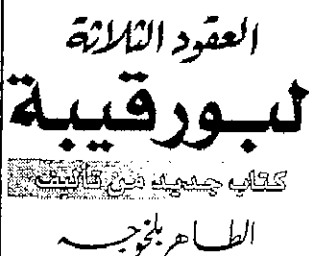 العقود الثلاثة
لبورقيبة
كتاب جديد من تأليف
الطاهر بلخوجه